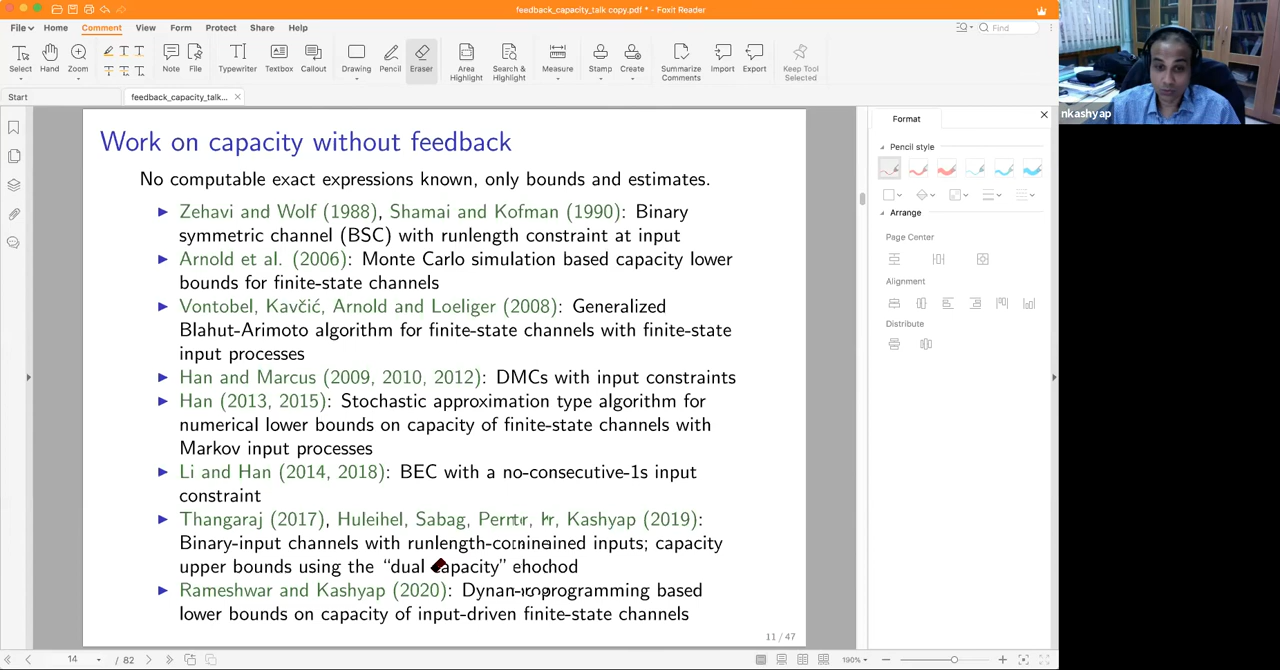 feedback_capacity_talk copy.pdf * - Foxit Reader
File Home Comment View Form Protect Share Help
Find
Select Hand Zoom Note File Typewriter Textbox Callout Drawing Pencil Eraser Area Highlight Search & Highlight Measure Stamp Create Summarize Comments Import Export Keep Tool Selected
Start feedback_capacity_talk...
nkashyap
Work on capacity without feedback
No computable exact expressions known, only bounds and estimates.
Zehavi and Wolf (1988), Shamai and Kofman (1990): Binary
symmetric channel (BSC) with runlength constraint at input
Arnold et al. (2006): Monte Carlo simulation based capacity lower
bounds for finite-state channels
Vontobel, Kavčić, Arnold and Loeliger (2008): Generalized
Blahut-Arimoto algorithm for finite-state channels with finite-state
input processes
Han and Marcus (2009, 2010, 2012): DMCs with input constraints
Han (2013, 2015): Stochastic approximation type algorithm for
numerical lower bounds on capacity of finite-state channels with
Markov input processes
Li and Han (2014, 2018): BEC with a no-consecutive-1s input
constraint
Thangaraj (2017), Huleihel, Sabag, Kashyap (2019):
Binary-input channels with inputs; capacity
upper bounds using the “dual capacity”
Rameshwar and Kashyap (2020): based
lower bounds on capacity of input-driven finite-state channels
11 / 47
Format
Pencil style
Arrange
Page Center
Alignment
Distribute
14 / 82
190%